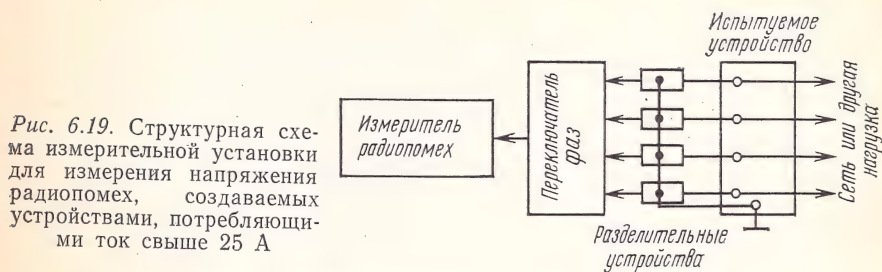 Рис. 6.19. Структурная схе-
ма измерительной установки
для измерения напряжения
радиопомех, создаваемых
устройствами, потребляющи-
ми ток свыше 25 А
Измеритель
радиопомех
Переключатель
фаз
Разделительные
устройства
Испытуемое
устройство
Сеть или другая
нагрузка